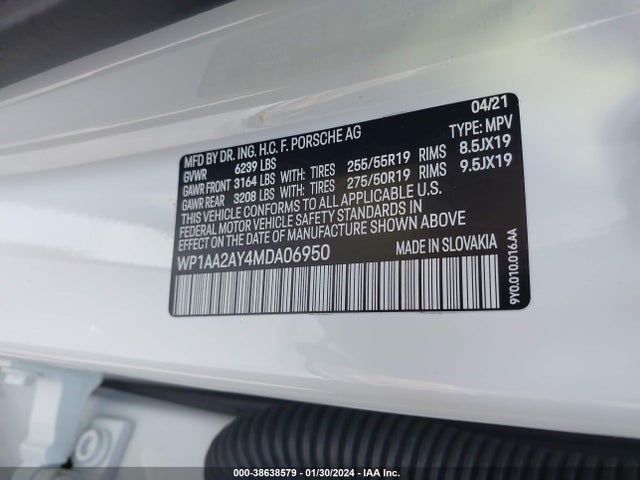 04/21
MFD BY DR. ING. H.C. F. PORSCHE AG
GVWR 6239 LBS TYPE: MPV
GAWR FRONT 3164 LBS WITH: TIRES 255/55R19 RIMS 8.5JX19
GAWR REAR 3208 LBS WITH: TIRES 275/50R19 RIMS 9.5JX19
THIS VEHICLE CONFORMS TO ALL APPLICABLE U.S.
FEDERAL MOTOR VEHICLE SAFETY STANDARDS IN
EFFECT ON THE DATE OF MANUFACTURE SHOWN ABOVE
WP1AA2AY4MDA06950 MADE IN SLOVAKIA
9Y0.010.016.AA
000-38638579 — 01/30/2024 — IAA Inc.